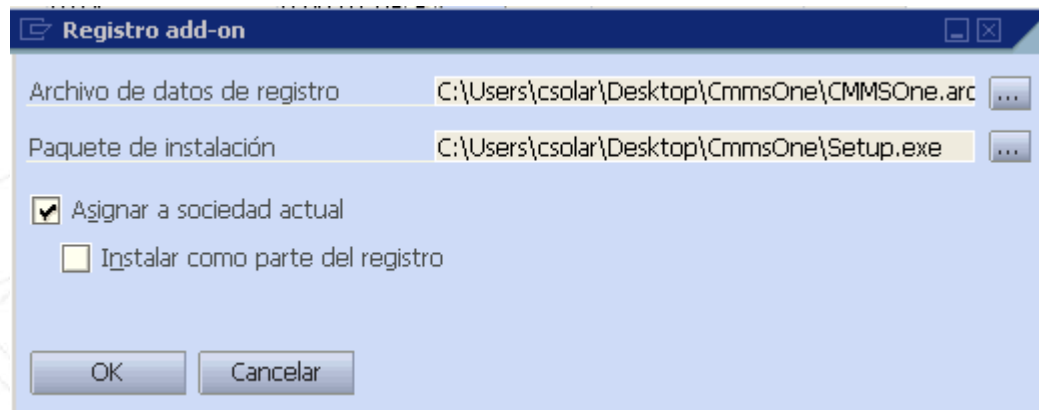 Registro add-on
Archivo de datos de registro C:\Users\csolar\Desktop\CmmsOne\CMMSOne.arc ...
Paquete de instalación C:\Users\csolar\Desktop\CmmsOne\Setup.exe ...
Asignar a sociedad actual
Instalar como parte del registro
OK Cancelar